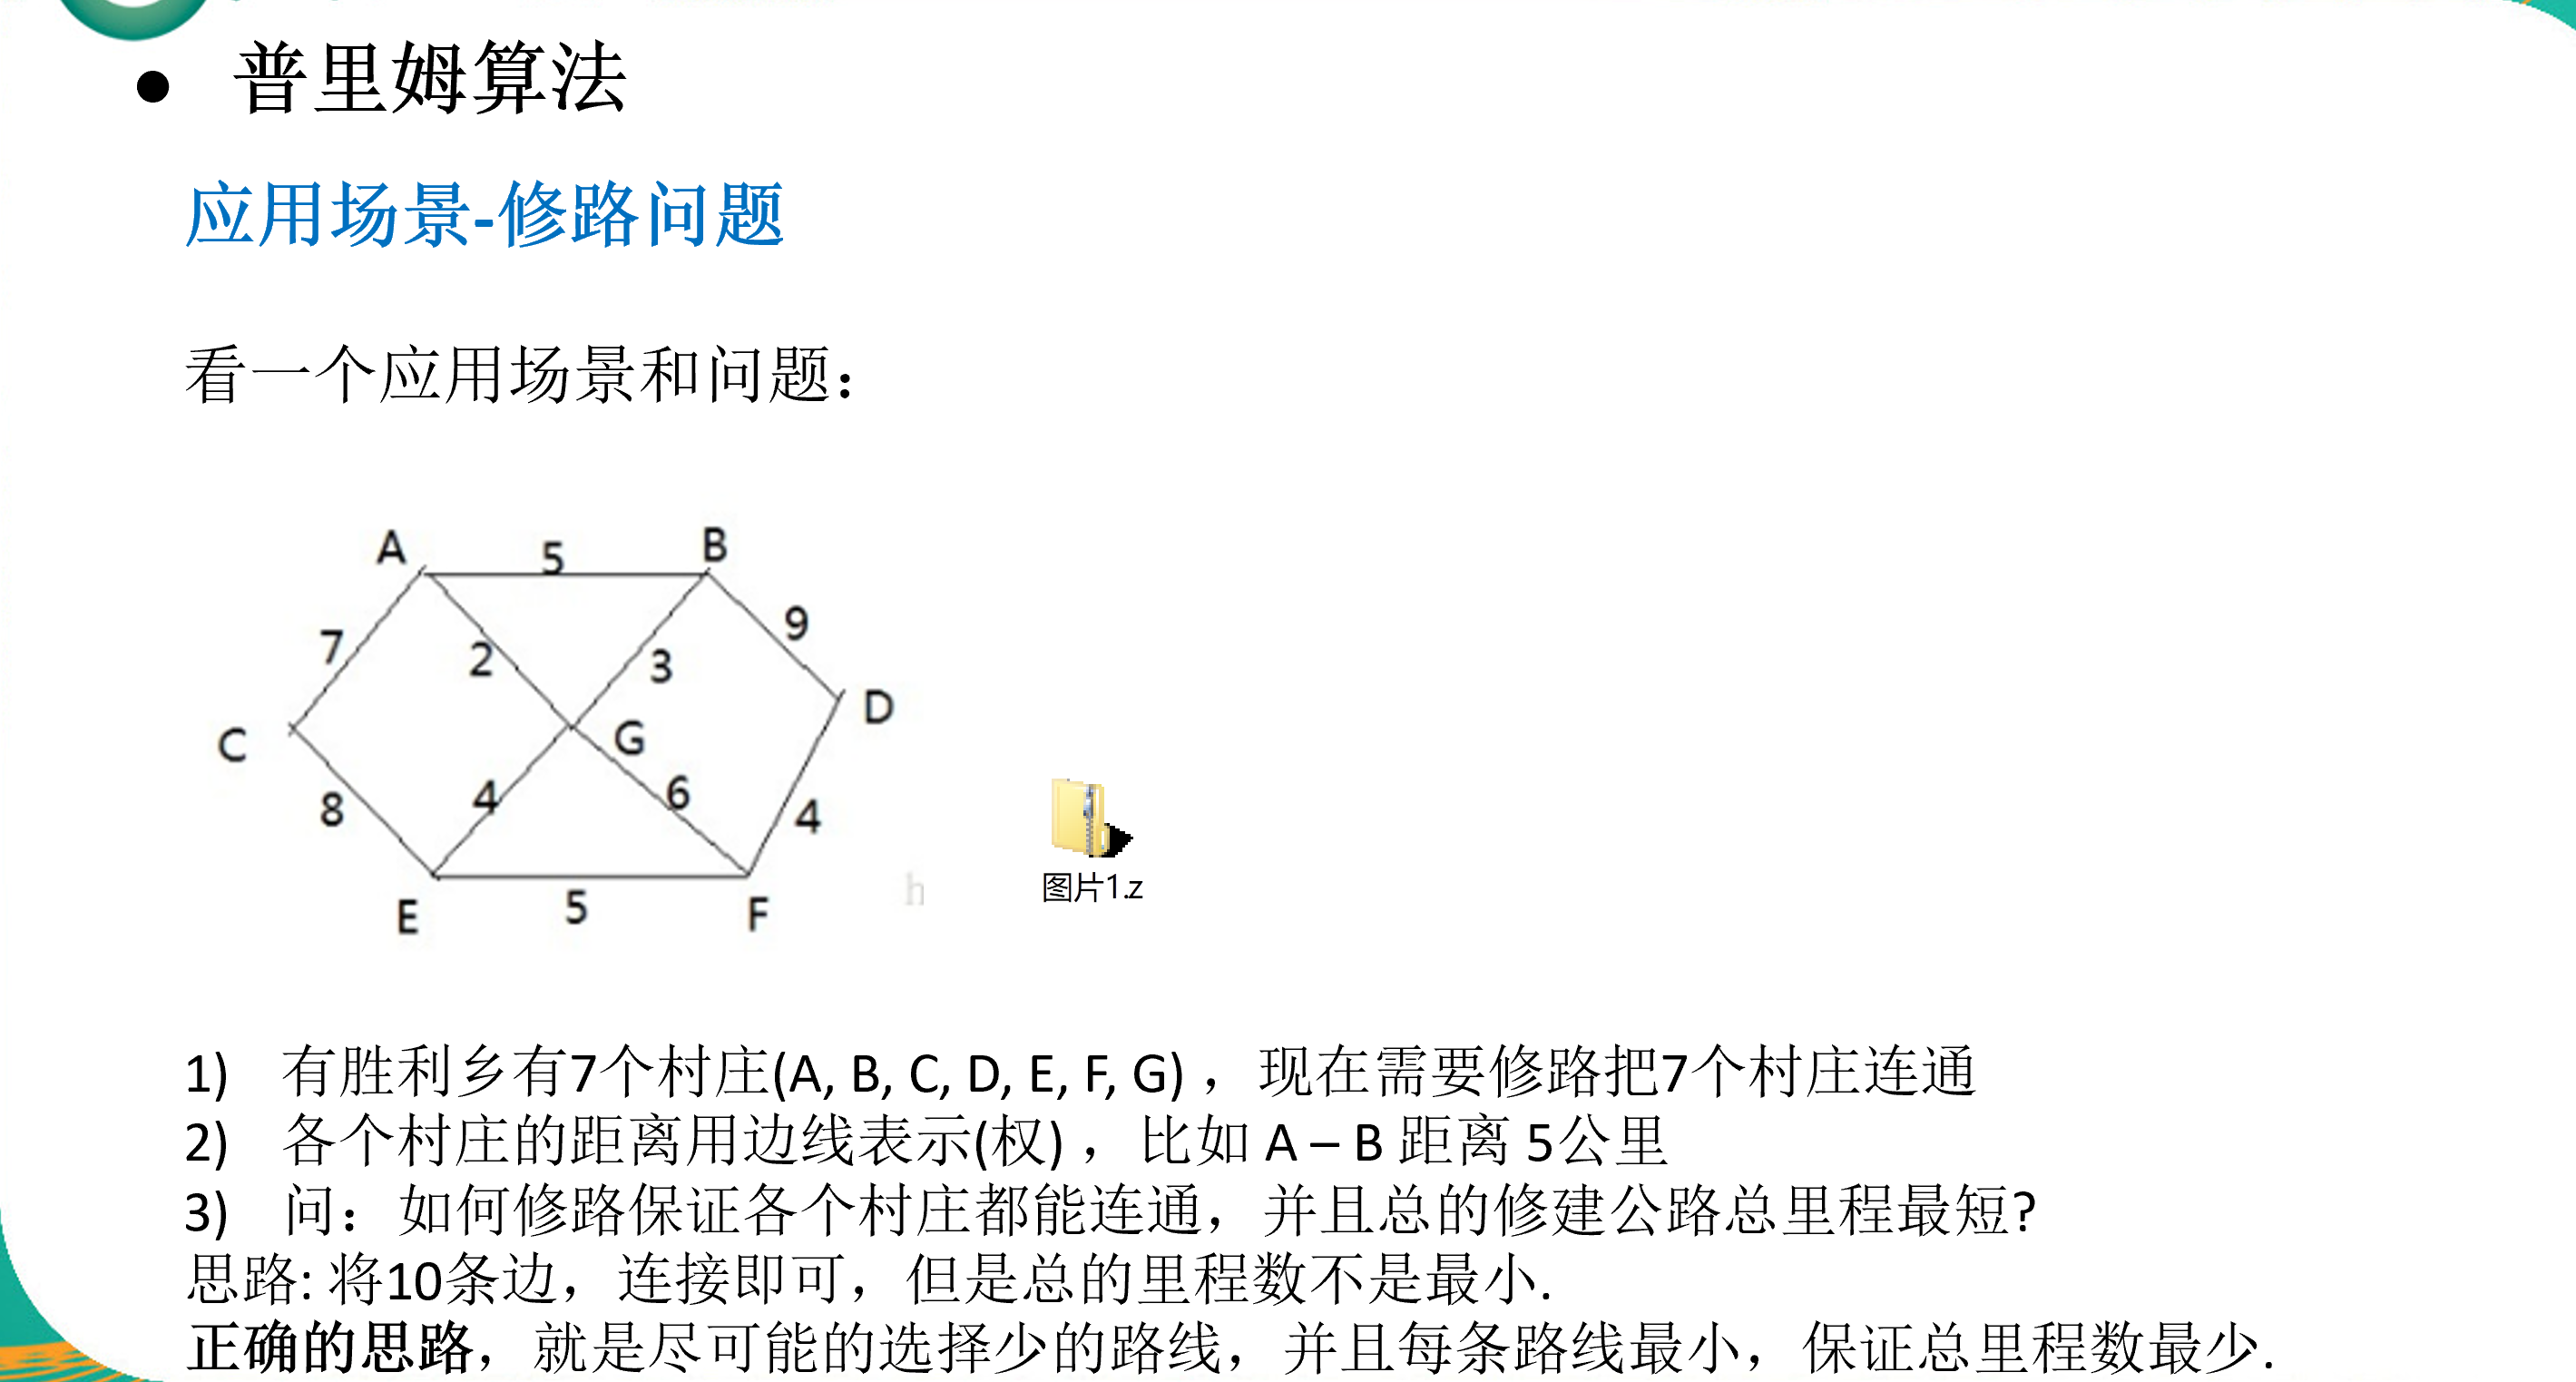 • 普里姆算法
应用场景-修路问题
看一个应用场景和问题：
A
5
B
7
2
3
9
C
G
D
8
4
6
4
E
5
F
h
图片1.z
1) 有胜利乡有7个村庄(A, B, C, D, E, F, G) ，现在需要修路把7个村庄连通
2) 各个村庄的距离用边线表示(权) ，比如 A – B 距离 5公里
3) 问：如何修路保证各个村庄都能连通，并且总的修建公路总里程最短?
思路: 将10条边，连接即可，但是总的里程数不是最小.
正确的思路，就是尽可能的选择少的路线，并且每条路线最小，保证总里程数最少.